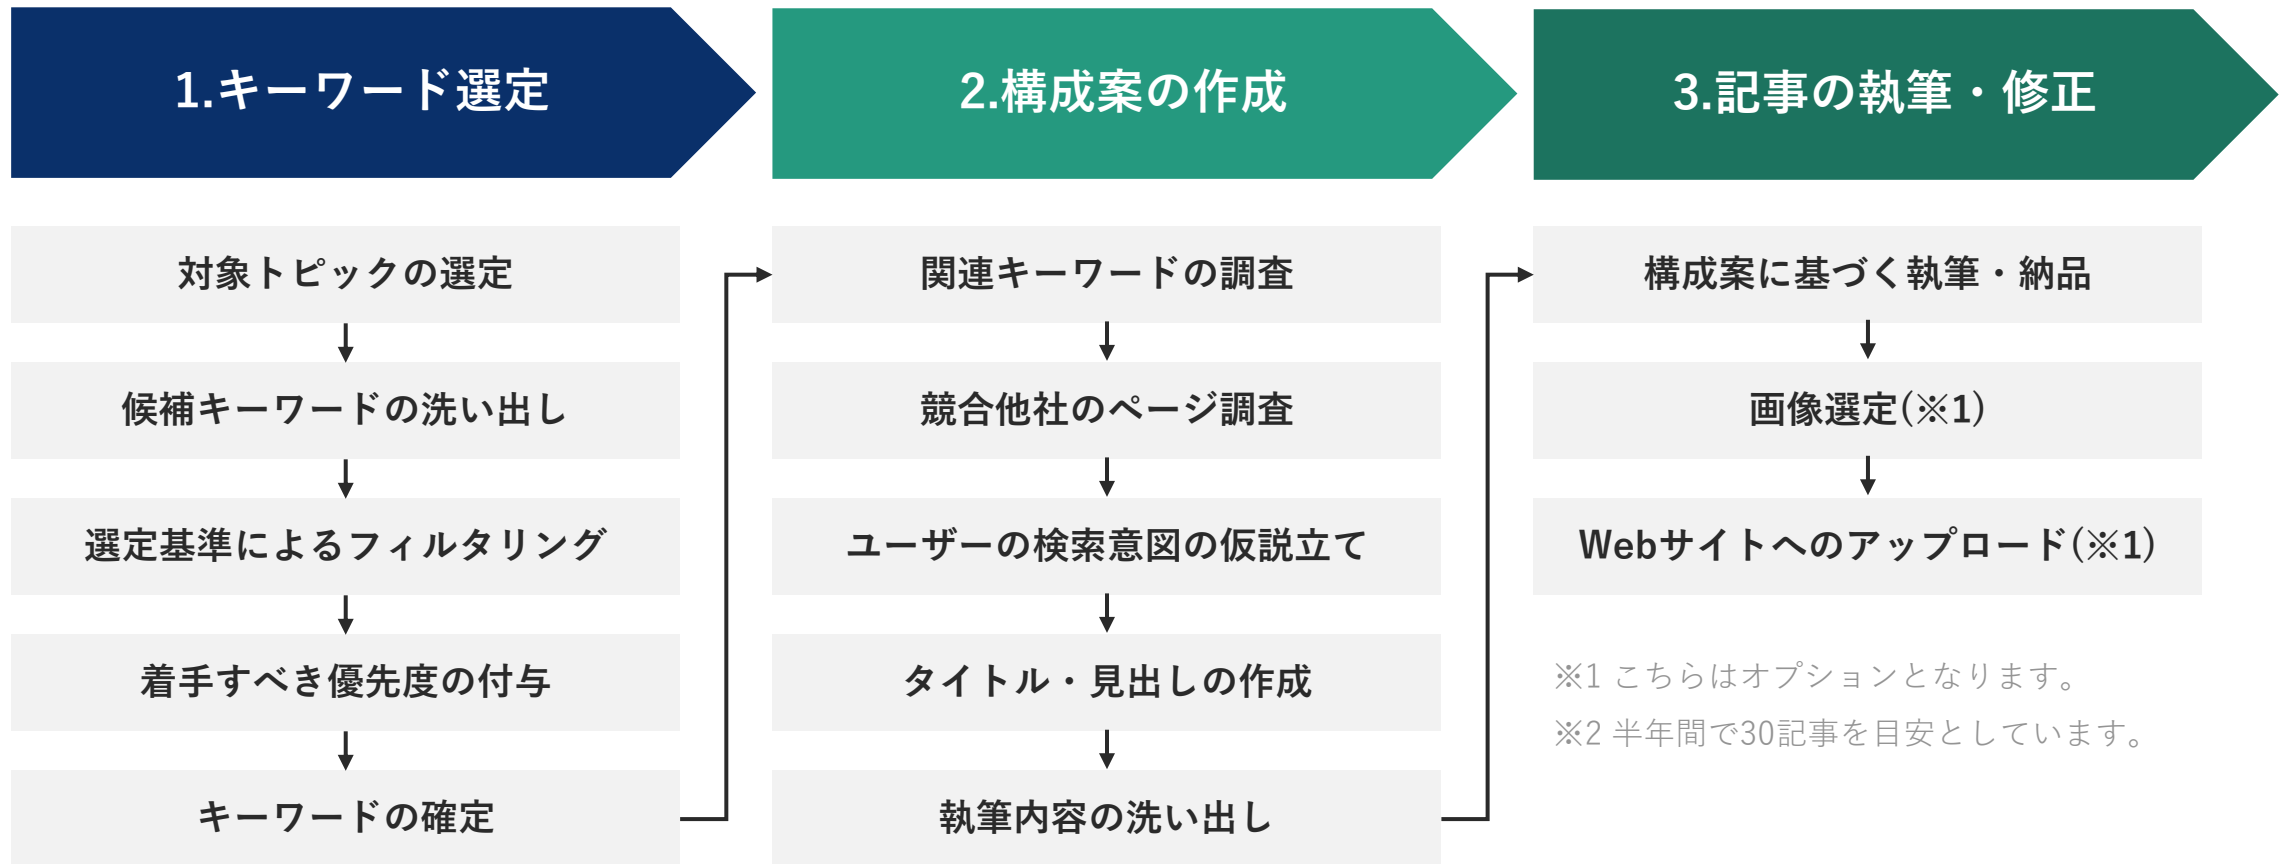 1.キーワード選定
対象トピックの選定
候補キーワードの洗い出し
選定基準によるフィルタリング
着手すべき優先度の付与
キーワードの確定
2.構成案の作成
関連キーワードの調査
競合他社のページ調査
ユーザーの検索意図の仮説立て
タイトル・見出しの作成
執筆内容の洗い出し
3.記事の執筆・修正
構成案に基づく執筆・納品
画像選定(※1)
Webサイトへのアップロード(※1)
※1 こちらはオプションとなります。
※2 半年間で30記事を目安としています。